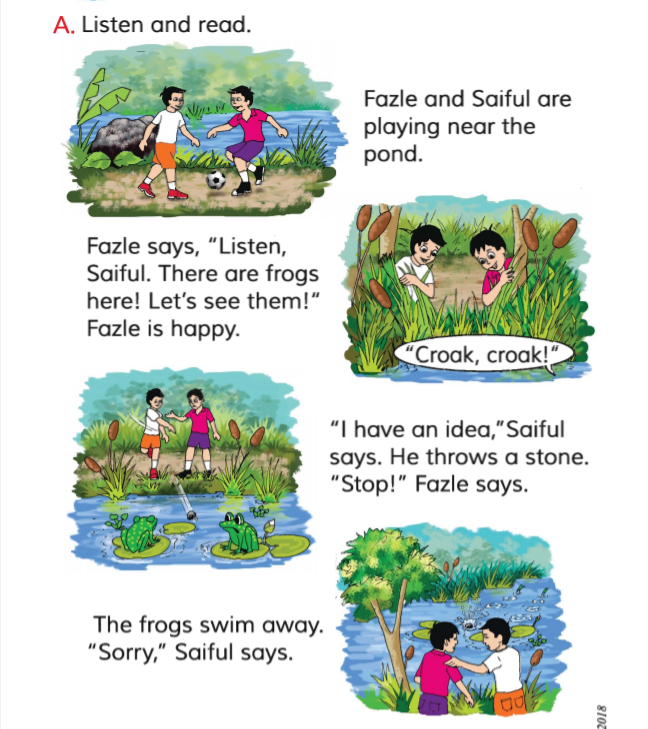 A. Listen and read.
Fazle and Saiful are
playing near the
pond.
Fazle says, “Listen,
Saiful. There are frogs
here! Let’s see them!“
Fazle is happy.
“Croak, croak!“
“I have an idea,”Saiful
says. He throws a stone.
“Stop!” Fazle says.
The frogs swim away.
“Sorry,” Saiful says.
2018